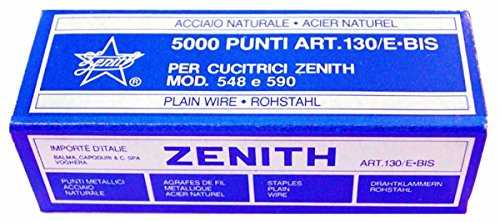 ACCIAIO NATURALE • ACIER NATUREL
Zenith
®
5000 PUNTI ART.130/E•BIS
PER CUCITRICI ZENITH
MOD. 548 e 590
PLAIN WIRE • ROHSTAHL
IMPORTÉ D'ITALIE
BALMA, CAPODURI & C. SPA
VOGHERA
ZENITH
ART.130/E•BIS
PUNTI METALLICI
ACCIAIO
NATURALE
AGRAFES DE FIL
METALLIQUE
ACIER NATUREL
STAPLES
PLAIN
WIRE
DRAHTKLAMMERN
ROHSTAHL